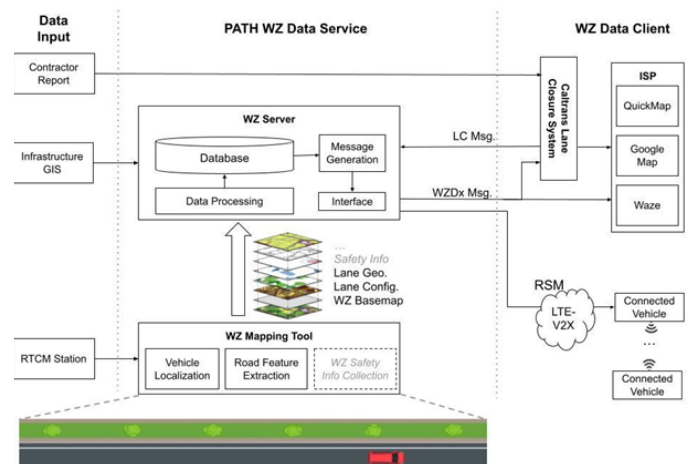 Data
Input
PATH WZ Data Service
WZ Data Client
Contractor
Report
Caltrans Lane
Closure System
ISP
QuickMap
Google
Map
Waze
WZ Server
Database
Message
Generation
Data Processing
Interface
LC Msg.
WZDx Msg.
Infrastructure
GIS
...
Safety Info
Lane Geo.
Lane Config.
WZ Basemap
RSM
LTE-
V2X
Connected
Vehicle
...
Connected
Vehicle
RTCM Station
WZ Mapping Tool
Vehicle
Localization
Road Feature
Extraction
WZ Safety
Info Collection